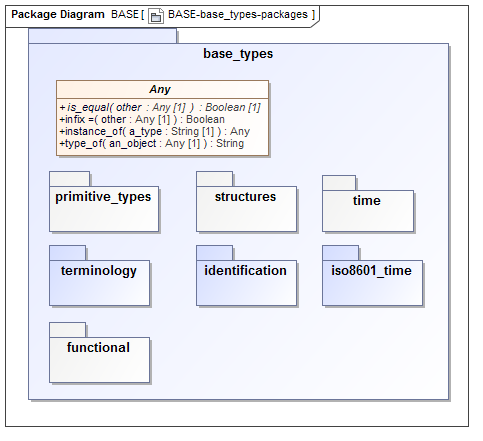 Package Diagram BASE [ BASE-base_types-packages ]
base_types
Any
+ is_equal( other : Any [1] ) : Boolean [1]
+infix =( other : Any [1] ) : Boolean
+instance_of( a_type : String [1] ) : Any
+type_of( an_object : Any [1] ) : String
primitive_types
structures
time
terminology
identification
iso8601_time
functional